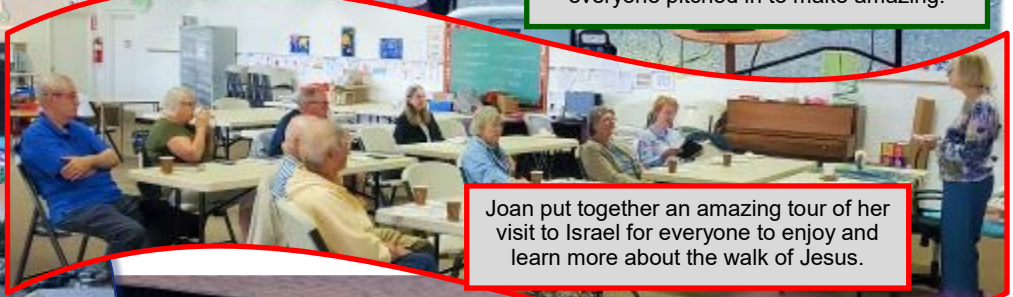 everyone pitched in to make amazing.
Joan put together an amazing tour of her
visit to Israel for everyone to enjoy and
learn more about the walk of Jesus.